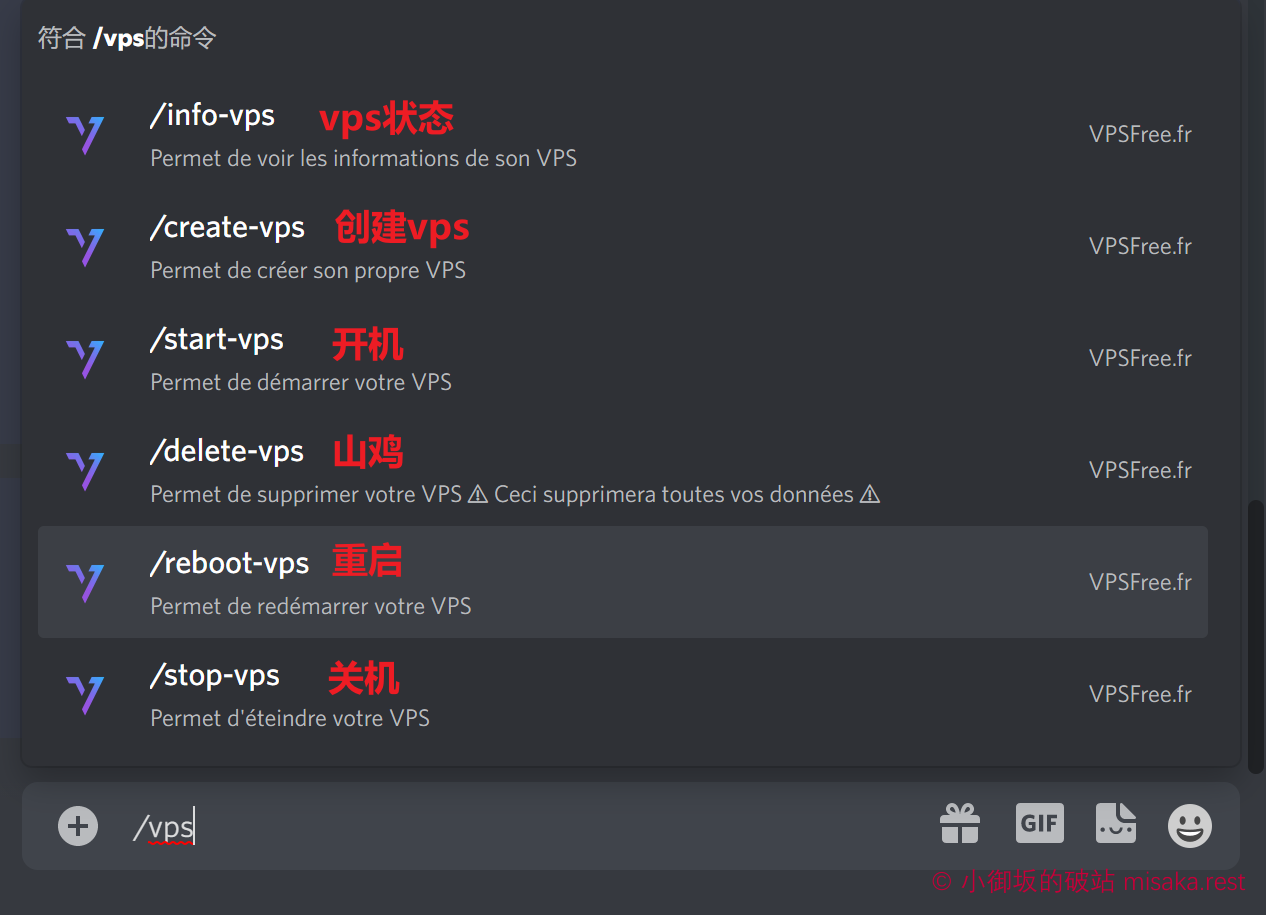 符合 /vps的命令
/info-vps vps状态
Permet de voir les informations de son VPS
VPSFree.fr
/create-vps 创建vps
Permet de créer son propre VPS
VPSFree.fr
/start-vps 开机
Permet de démarrer votre VPS
VPSFree.fr
/delete-vps 山鸡
Permet de supprimer votre VPS ⚠ Ceci supprimera toutes vos données ⚠
VPSFree.fr
/reboot-vps 重启
Permet de redémarrer votre VPS
VPSFree.fr
/stop-vps 关机
Permet d'éteindre votre VPS
VPSFree.fr
/vps
GIF
© 小御坂的破站 misaka.rest